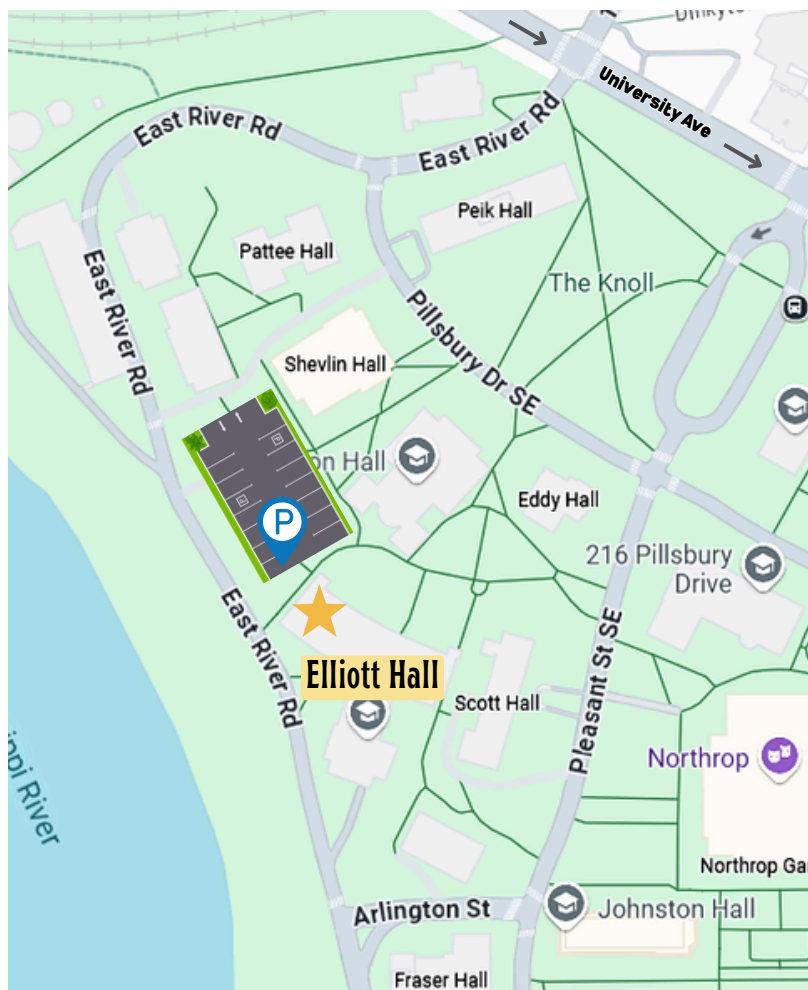 University Ave
East River Rd
East River Rd
Peik Hall
Pattee Hall
The Knoll
East River Rd
Pillsbury Dr SE
Shevlin Hall
Hall
Eddy Hall
P
216 Pillsbury
Drive
East River Rd
Elliott Hall
Pleasant St SE
Scott Hall
Northrop
River
Northrop
Arlington St
Johnston Hall
Fraser Hall